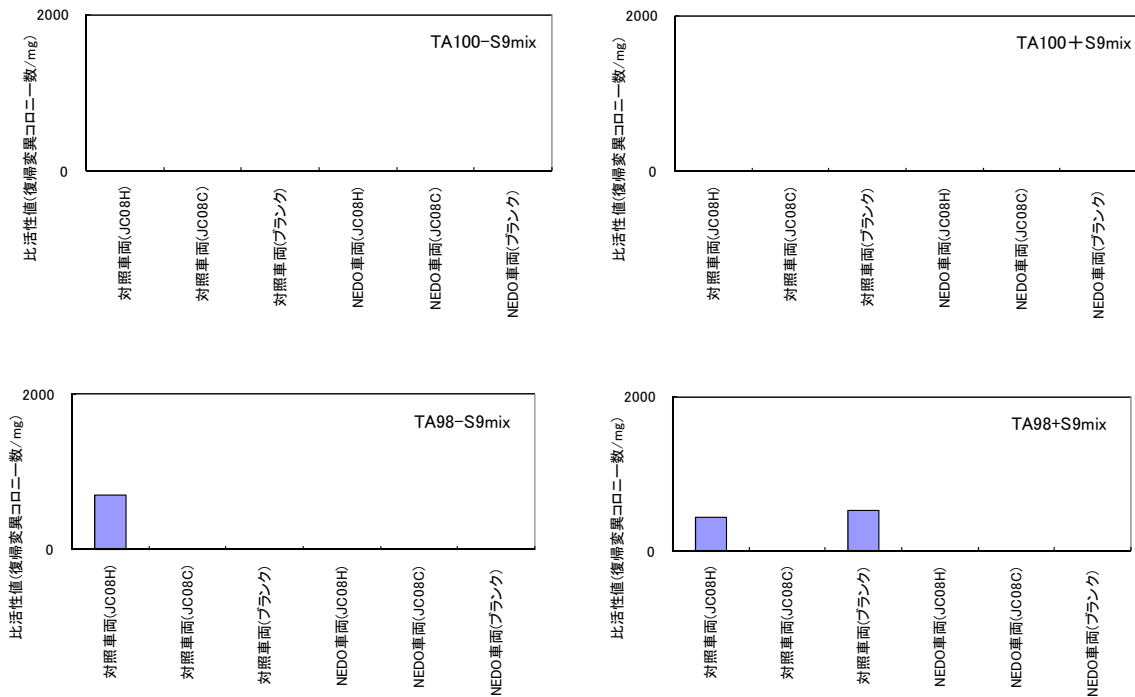 2000
TA100-S9mix
比活性値(復帰変異コロニー数/mg)
0
対照車両(JC08H)
対照車両(JC08C)
対照車両(ブランク)
NEDO車両(JC08H)
NEDO車両(JC08C)
NEDO車両(ブランク)
2000
TA100+S9mix
比活性値(復帰変異コロニー数/mg)
0
対照車両(JC08H)
対照車両(JC08C)
対照車両(ブランク)
NEDO車両(JC08H)
NEDO車両(JC08C)
NEDO車両(ブランク)
2000
TA98-S9mix
比活性値(復帰変異コロニー数/mg)
0
対照車両(JC08H)
対照車両(JC08C)
対照車両(ブランク)
NEDO車両(JC08H)
NEDO車両(JC08C)
NEDO車両(ブランク)
2000
TA98+S9mix
比活性値(復帰変異コロニー数/mg)
0
対照車両(JC08H)
対照車両(JC08C)
対照車両(ブランク)
NEDO車両(JC08H)
NEDO車両(JC08C)
NEDO車両(ブランク)